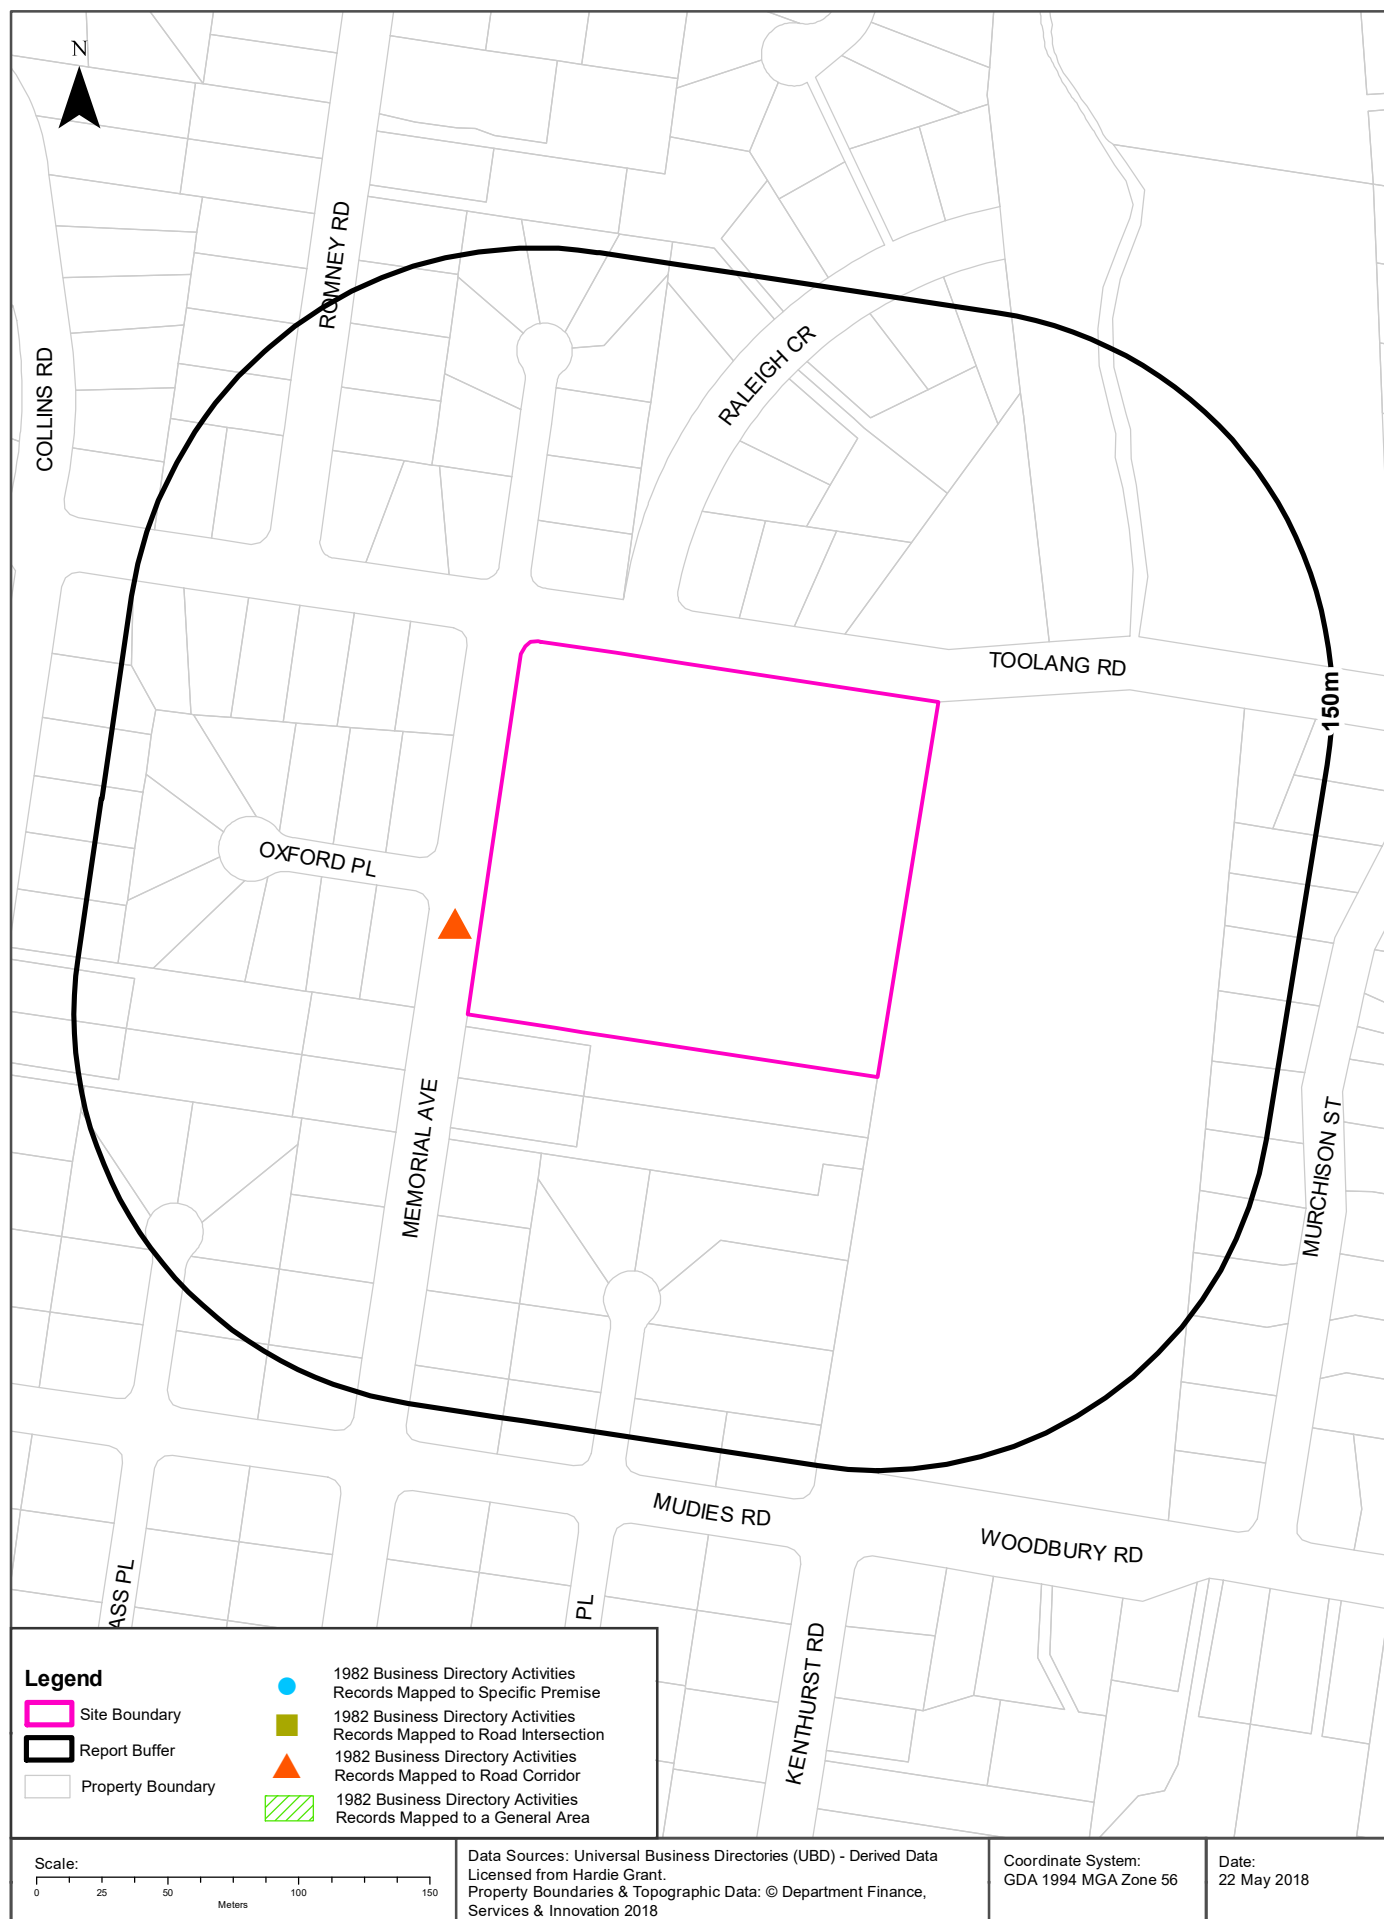 N
ROMNEY RD
COLLINS RD
RALEIGH CR
TOOLANG RD
150m
OXFORD PL
MEMORIAL AVE
MURCHISON ST
MUDIES RD
WOODBURY RD
ASS PL
PL
KENTHURST RD
Legend
Site Boundary
Report Buffer
Property Boundary
1982 Business Directory Activities
Records Mapped to Specific Premise
1982 Business Directory Activities
Records Mapped to Road Intersection
1982 Business Directory Activities
Records Mapped to Road Corridor
1982 Business Directory Activities
Records Mapped to a General Area
Scale:
0 25 50 100 150
Meters
Data Sources: Universal Business Directories (UBD) - Derived Data
Licensed from Hardie Grant.
Property Boundaries & Topographic Data: © Department Finance,
Services & Innovation 2018
Coordinate System:
GDA 1994 MGA Zone 56
Date:
22 May 2018